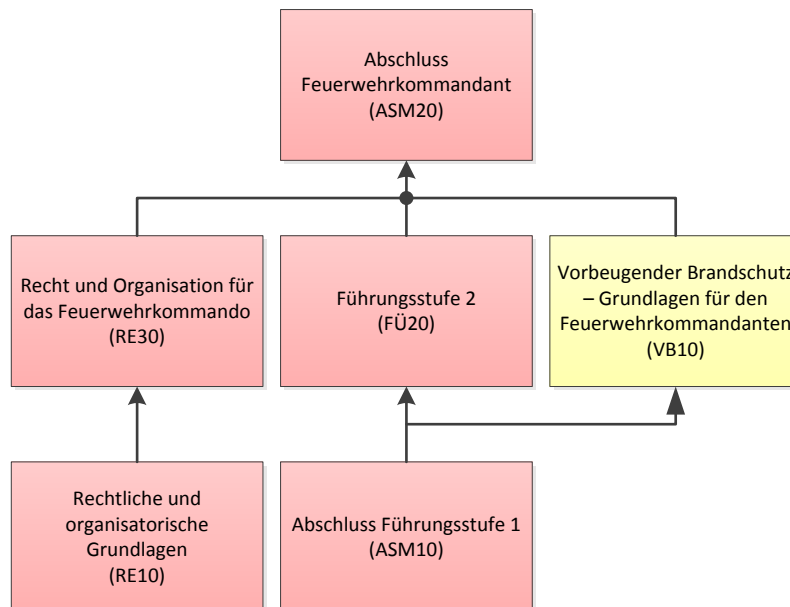 Abschluss
Feuerwehrkommandant
(ASM20)
Recht und Organisation für
das Feuerwehrkommando
(RE30)
Führungsstufe 2
(FÜ20)
Vorbeugender Brandschutz
– Grundlagen für den
Feuerwehrkommandanten
(VB10)
Rechtliche und
organisatorische
Grundlagen
(RE10)
Abschluss Führungsstufe 1
(ASM10)